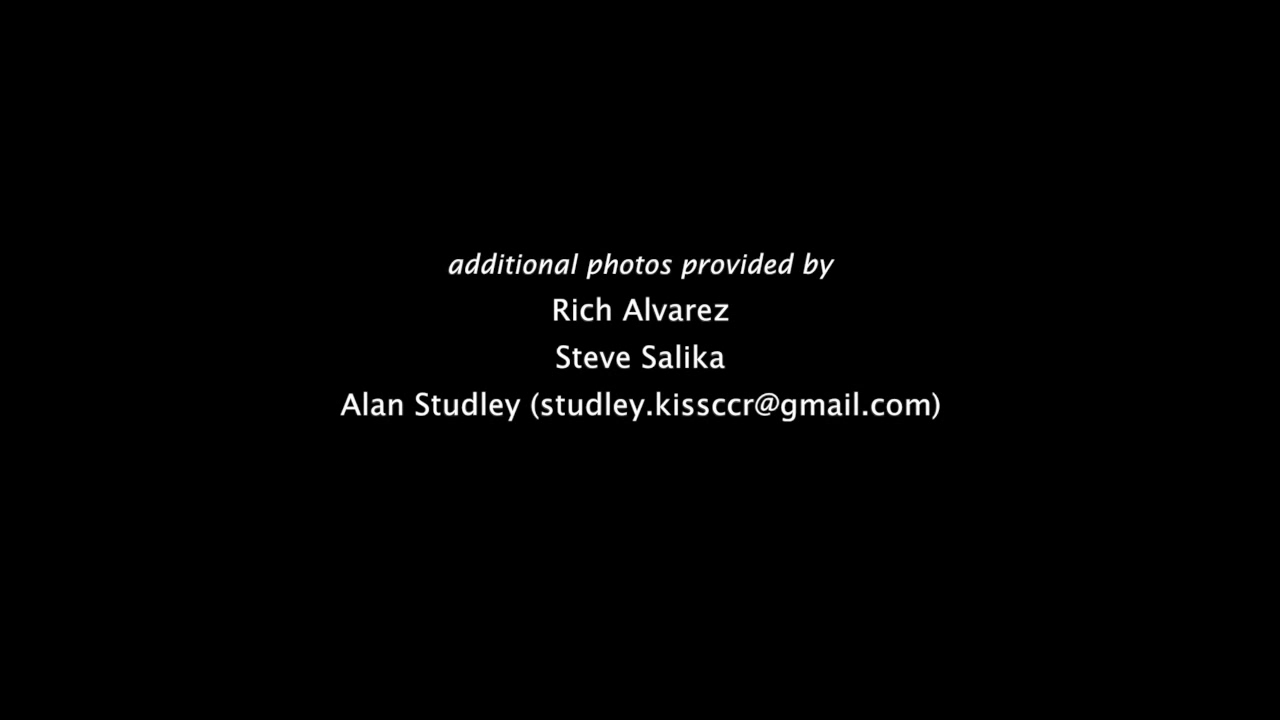 additional photos provided by
Rich Alvarez
Steve Salika
Alan Studley (studley.kissccr@gmail.com)